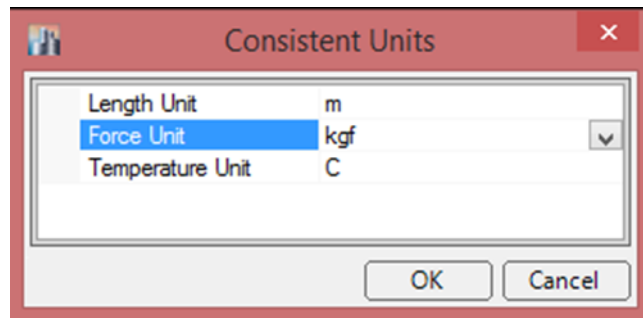 Consistent Units
Length Unit m
Force Unit kgf
Temperature Unit C
OK Cancel